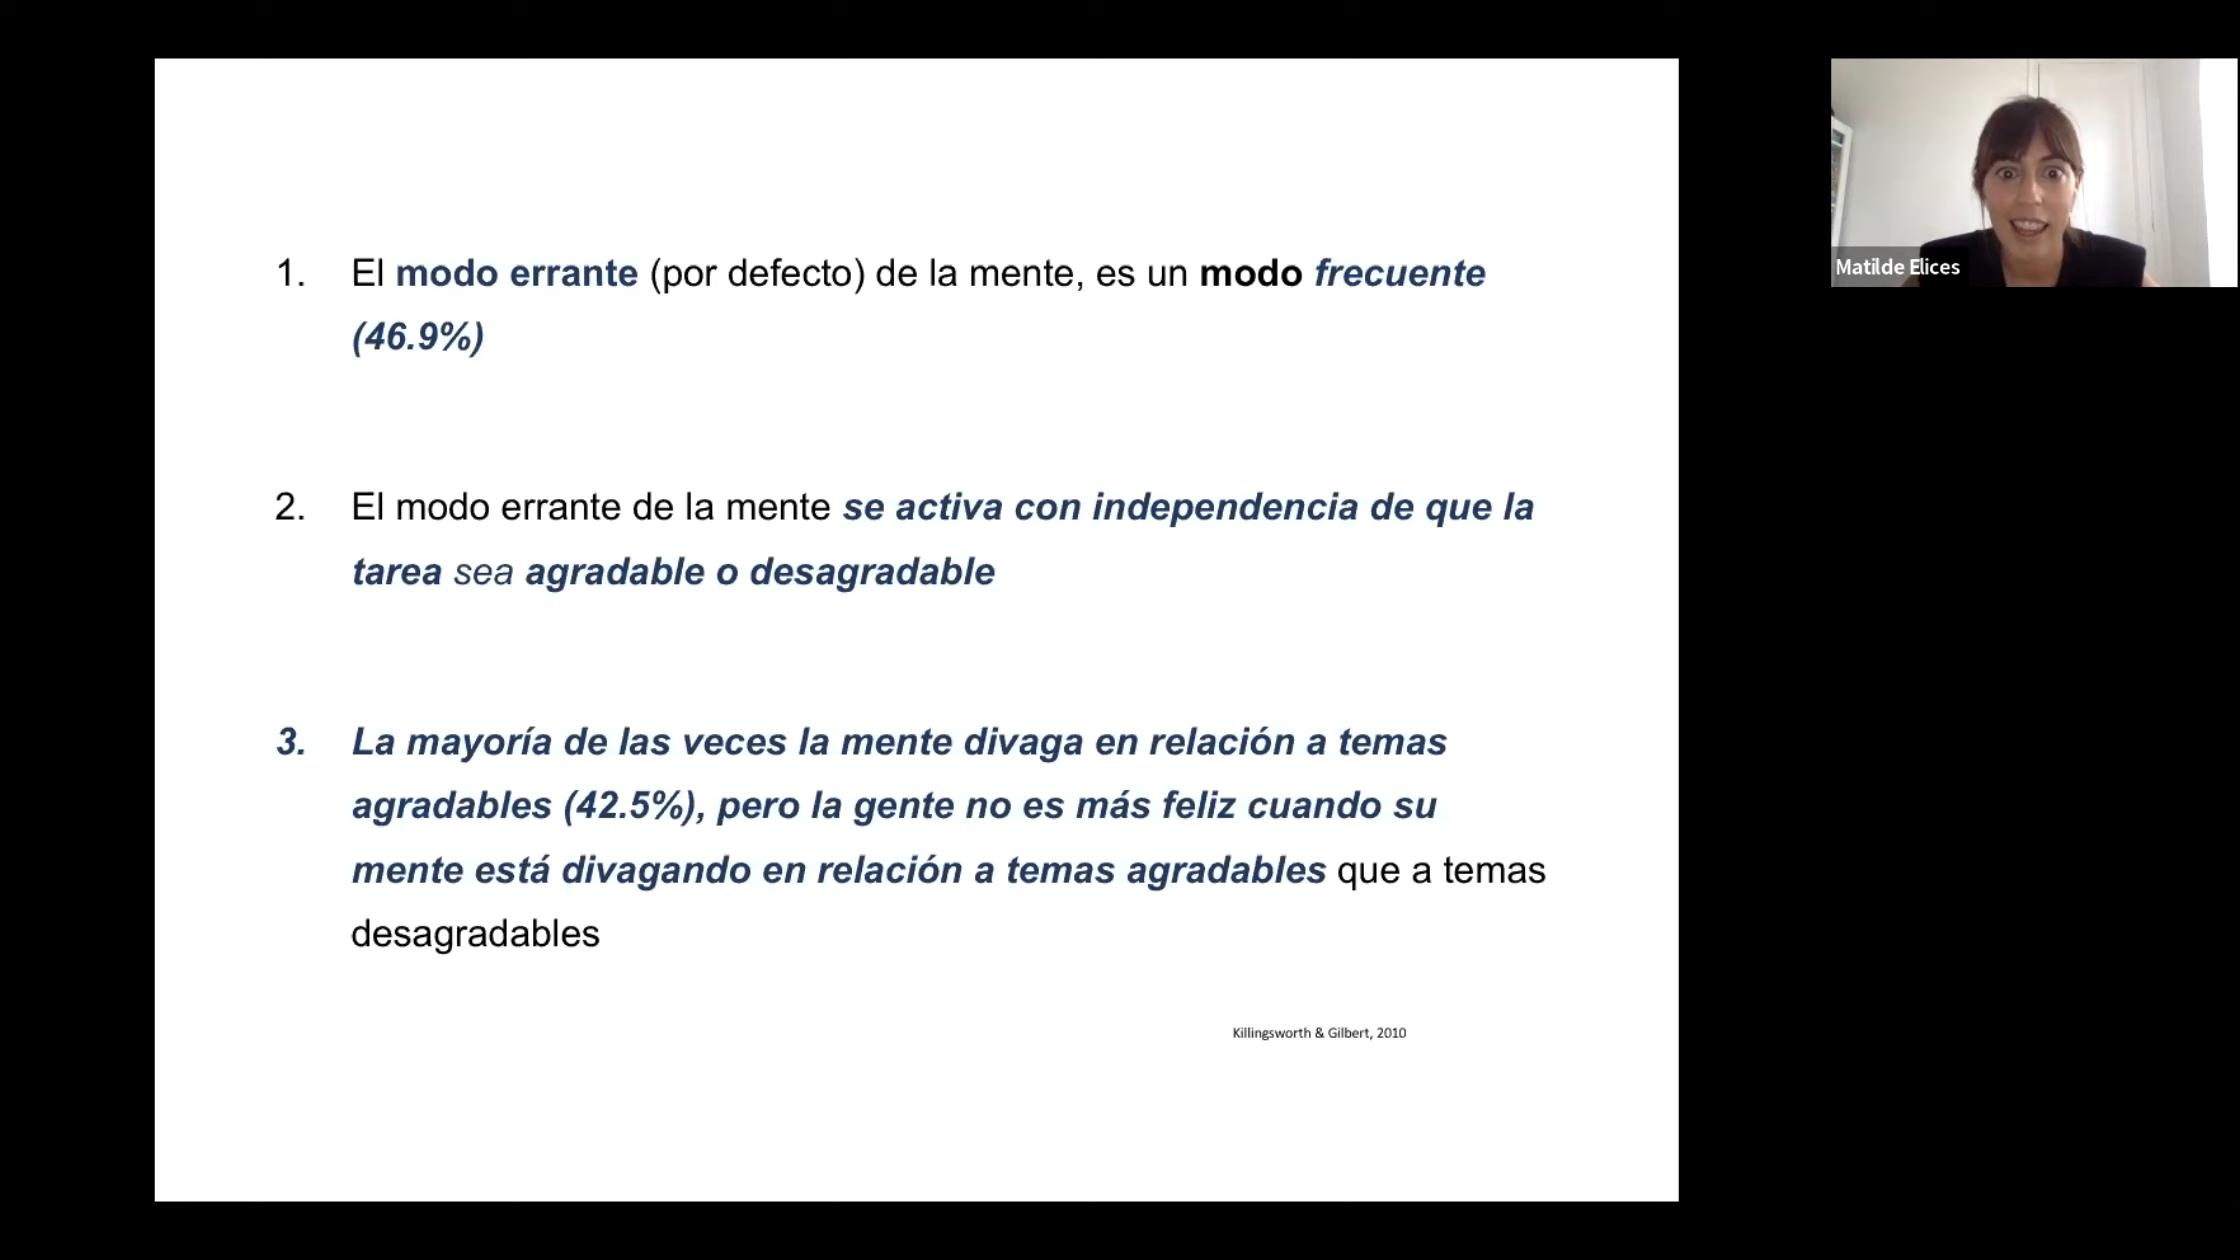 1. El modo errante (por defecto) de la mente, es un modo frecuente
(46.9%)
2. El modo errante de la mente se activa con independencia de que la
tarea sea agradable o desagradable
3. La mayoría de las veces la mente divaga en relación a temas
agradables (42.5%), pero la gente no es más feliz cuando su
mente está divagando en relación a temas agradables que a temas
desagradables
Killingsworth & Gilbert, 2010
Matilde Elices